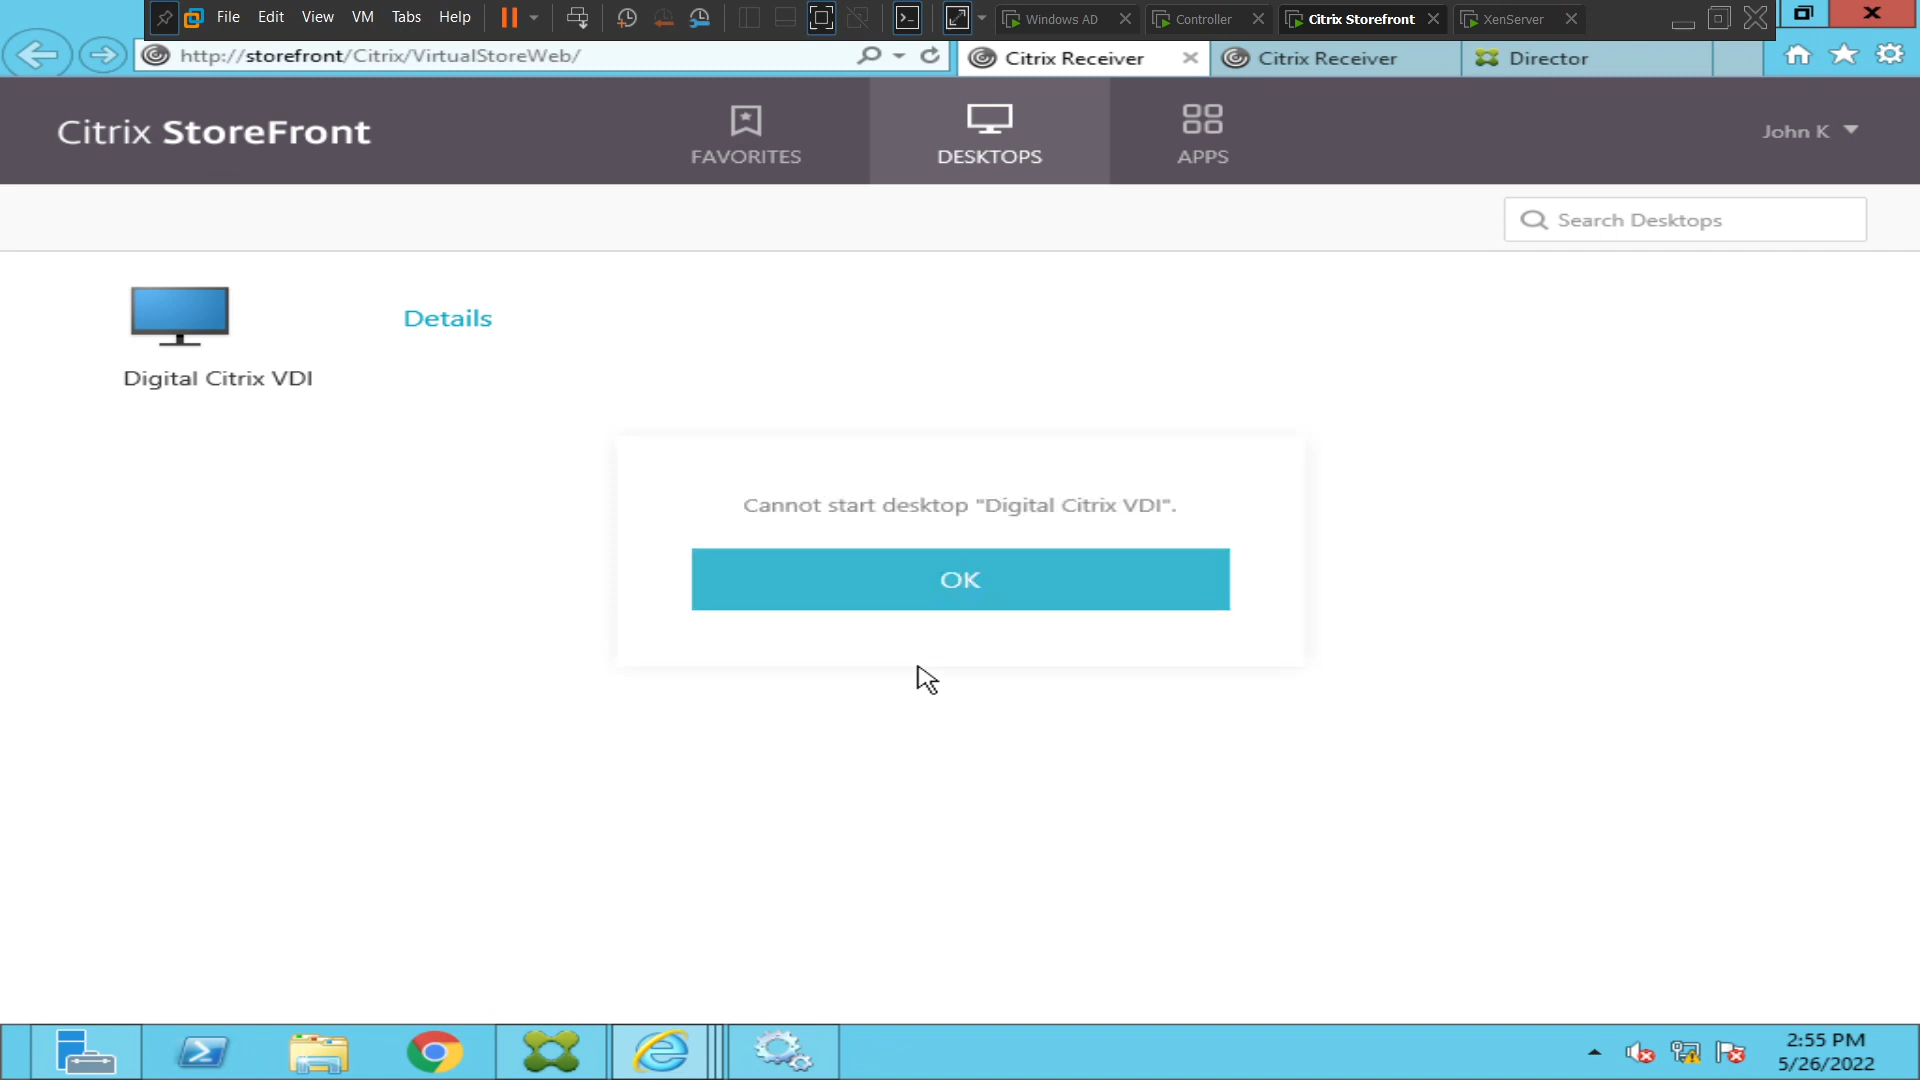 File Edit View VM Tabs Help
Windows AD
Controller
Citrix Storefront
XenServer
http://storefront/Citrix/VirtualStoreWeb/
Citrix Receiver
Citrix Receiver
Director
Citrix StoreFront
FAVORITES
DESKTOPS
APPS
John K
Search Desktops
Details
Digital Citrix VDI
Cannot start desktop "Digital Citrix VDI".
OK
2:55 PM
5/26/2022